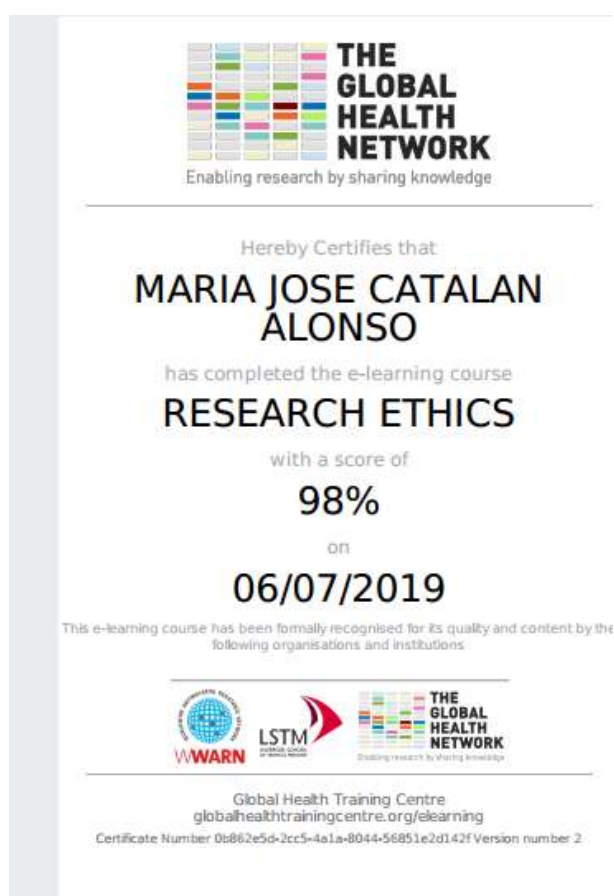 THE
GLOBAL
HEALTH
NETWORK
Enabling research by sharing knowledge
Hereby Certifies that
MARIA JOSE CATALAN
ALONSO
has completed the e-learning course
RESEARCH ETHICS
with a score of
98%
on
06/07/2019
This e-learning course has been formally recognised for its quality and content by the
following organisations and institutions
WWARN
LSTM
THE
GLOBAL
HEALTH
NETWORK
Enabling research by sharing knowledge
Global Health Training Centre
globalhealthtrainingcentre.org/elearning
Certificate Number 0b862e5d-2cc5-4a1a-8044-56851e2d142f Version number 2